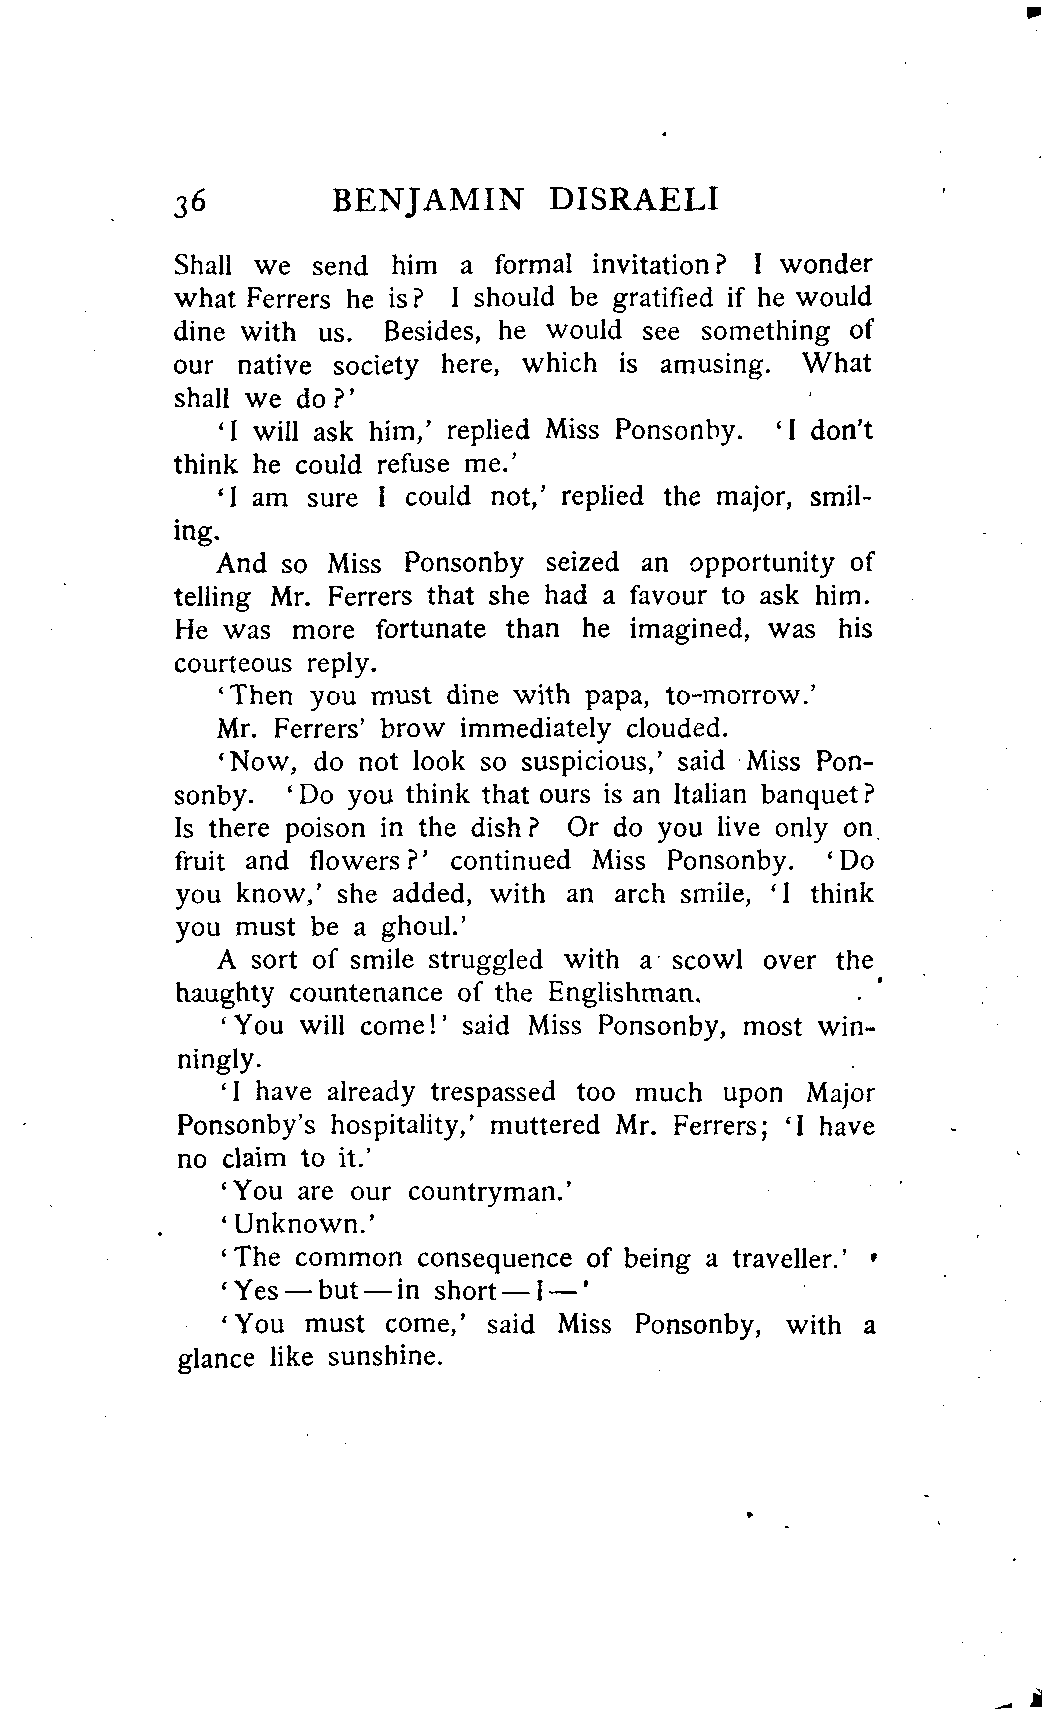 36 BENJAMIN DISRAELI
Shall we send him a formal invitation? I wonder
what Ferrers he is? I should be gratified if he would
dine with us. Besides, he would see something of
our native society here, which is amusing. What
shall we do?'
'I will ask him,' replied Miss Ponsonby. 'I don't
think he could refuse me.'
'I am sure I could not,' replied the major, smil-
ing.
And so Miss Ponsonby seized an opportunity of
telling Mr. Ferrers that she had a favour to ask him.
He was more fortunate than he imagined, was his
courteous reply.
'Then you must dine with papa, to-morrow.'
Mr. Ferrers' brow immediately clouded.
'Now, do not look so suspicious,' said Miss Pon-
sonby. 'Do you think that ours is an Italian banquet?
Is there poison in the dish? Or do you live only on
fruit and flowers?' continued Miss Ponsonby. 'Do
you know,' she added, with an arch smile, 'I think
you must be a ghoul.'
A sort of smile struggled with a scowl over the
haughty countenance of the Englishman.
'You will come!' said Miss Ponsonby, most win-
ningly.
'I have already trespassed too much upon Major
Ponsonby's hospitality,' muttered Mr. Ferrers; 'I have
no claim to it.'
'You are our countryman.'
'Unknown.'
'The common consequence of being a traveller.'
'Yes — but — in short — I — '
'You must come,' said Miss Ponsonby, with a
glance like sunshine.